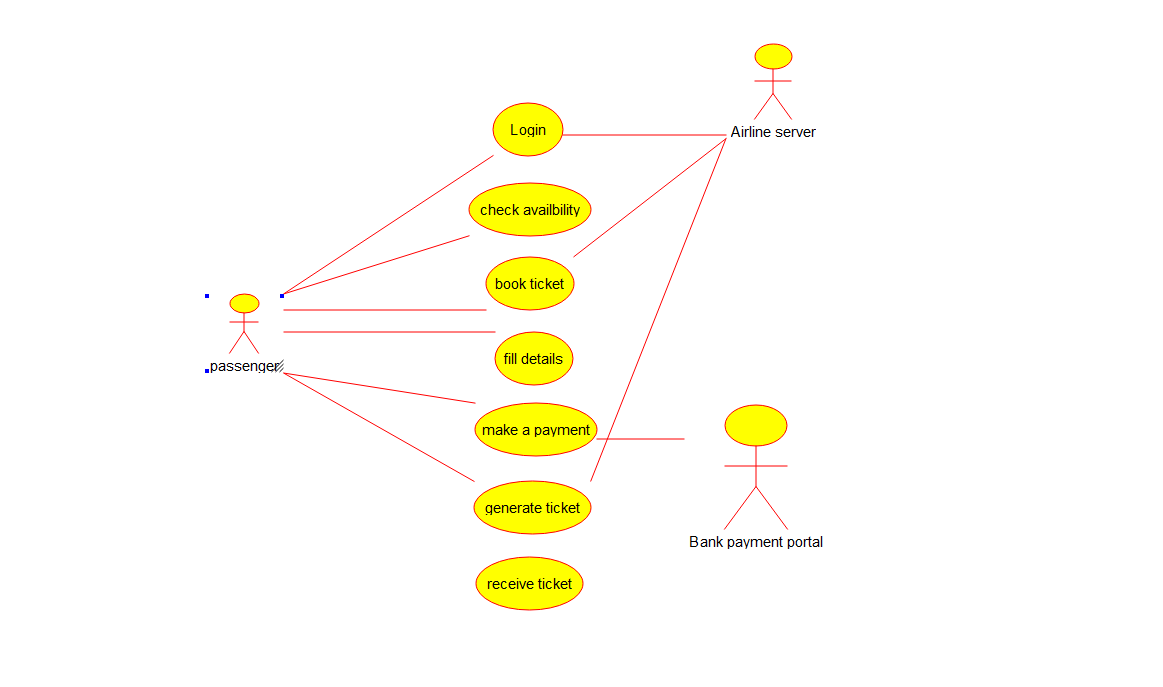 Airline server
Login
check availbility
book ticket
passenger
fill details
make a payment
generate ticket
Bank payment portal
receive ticket